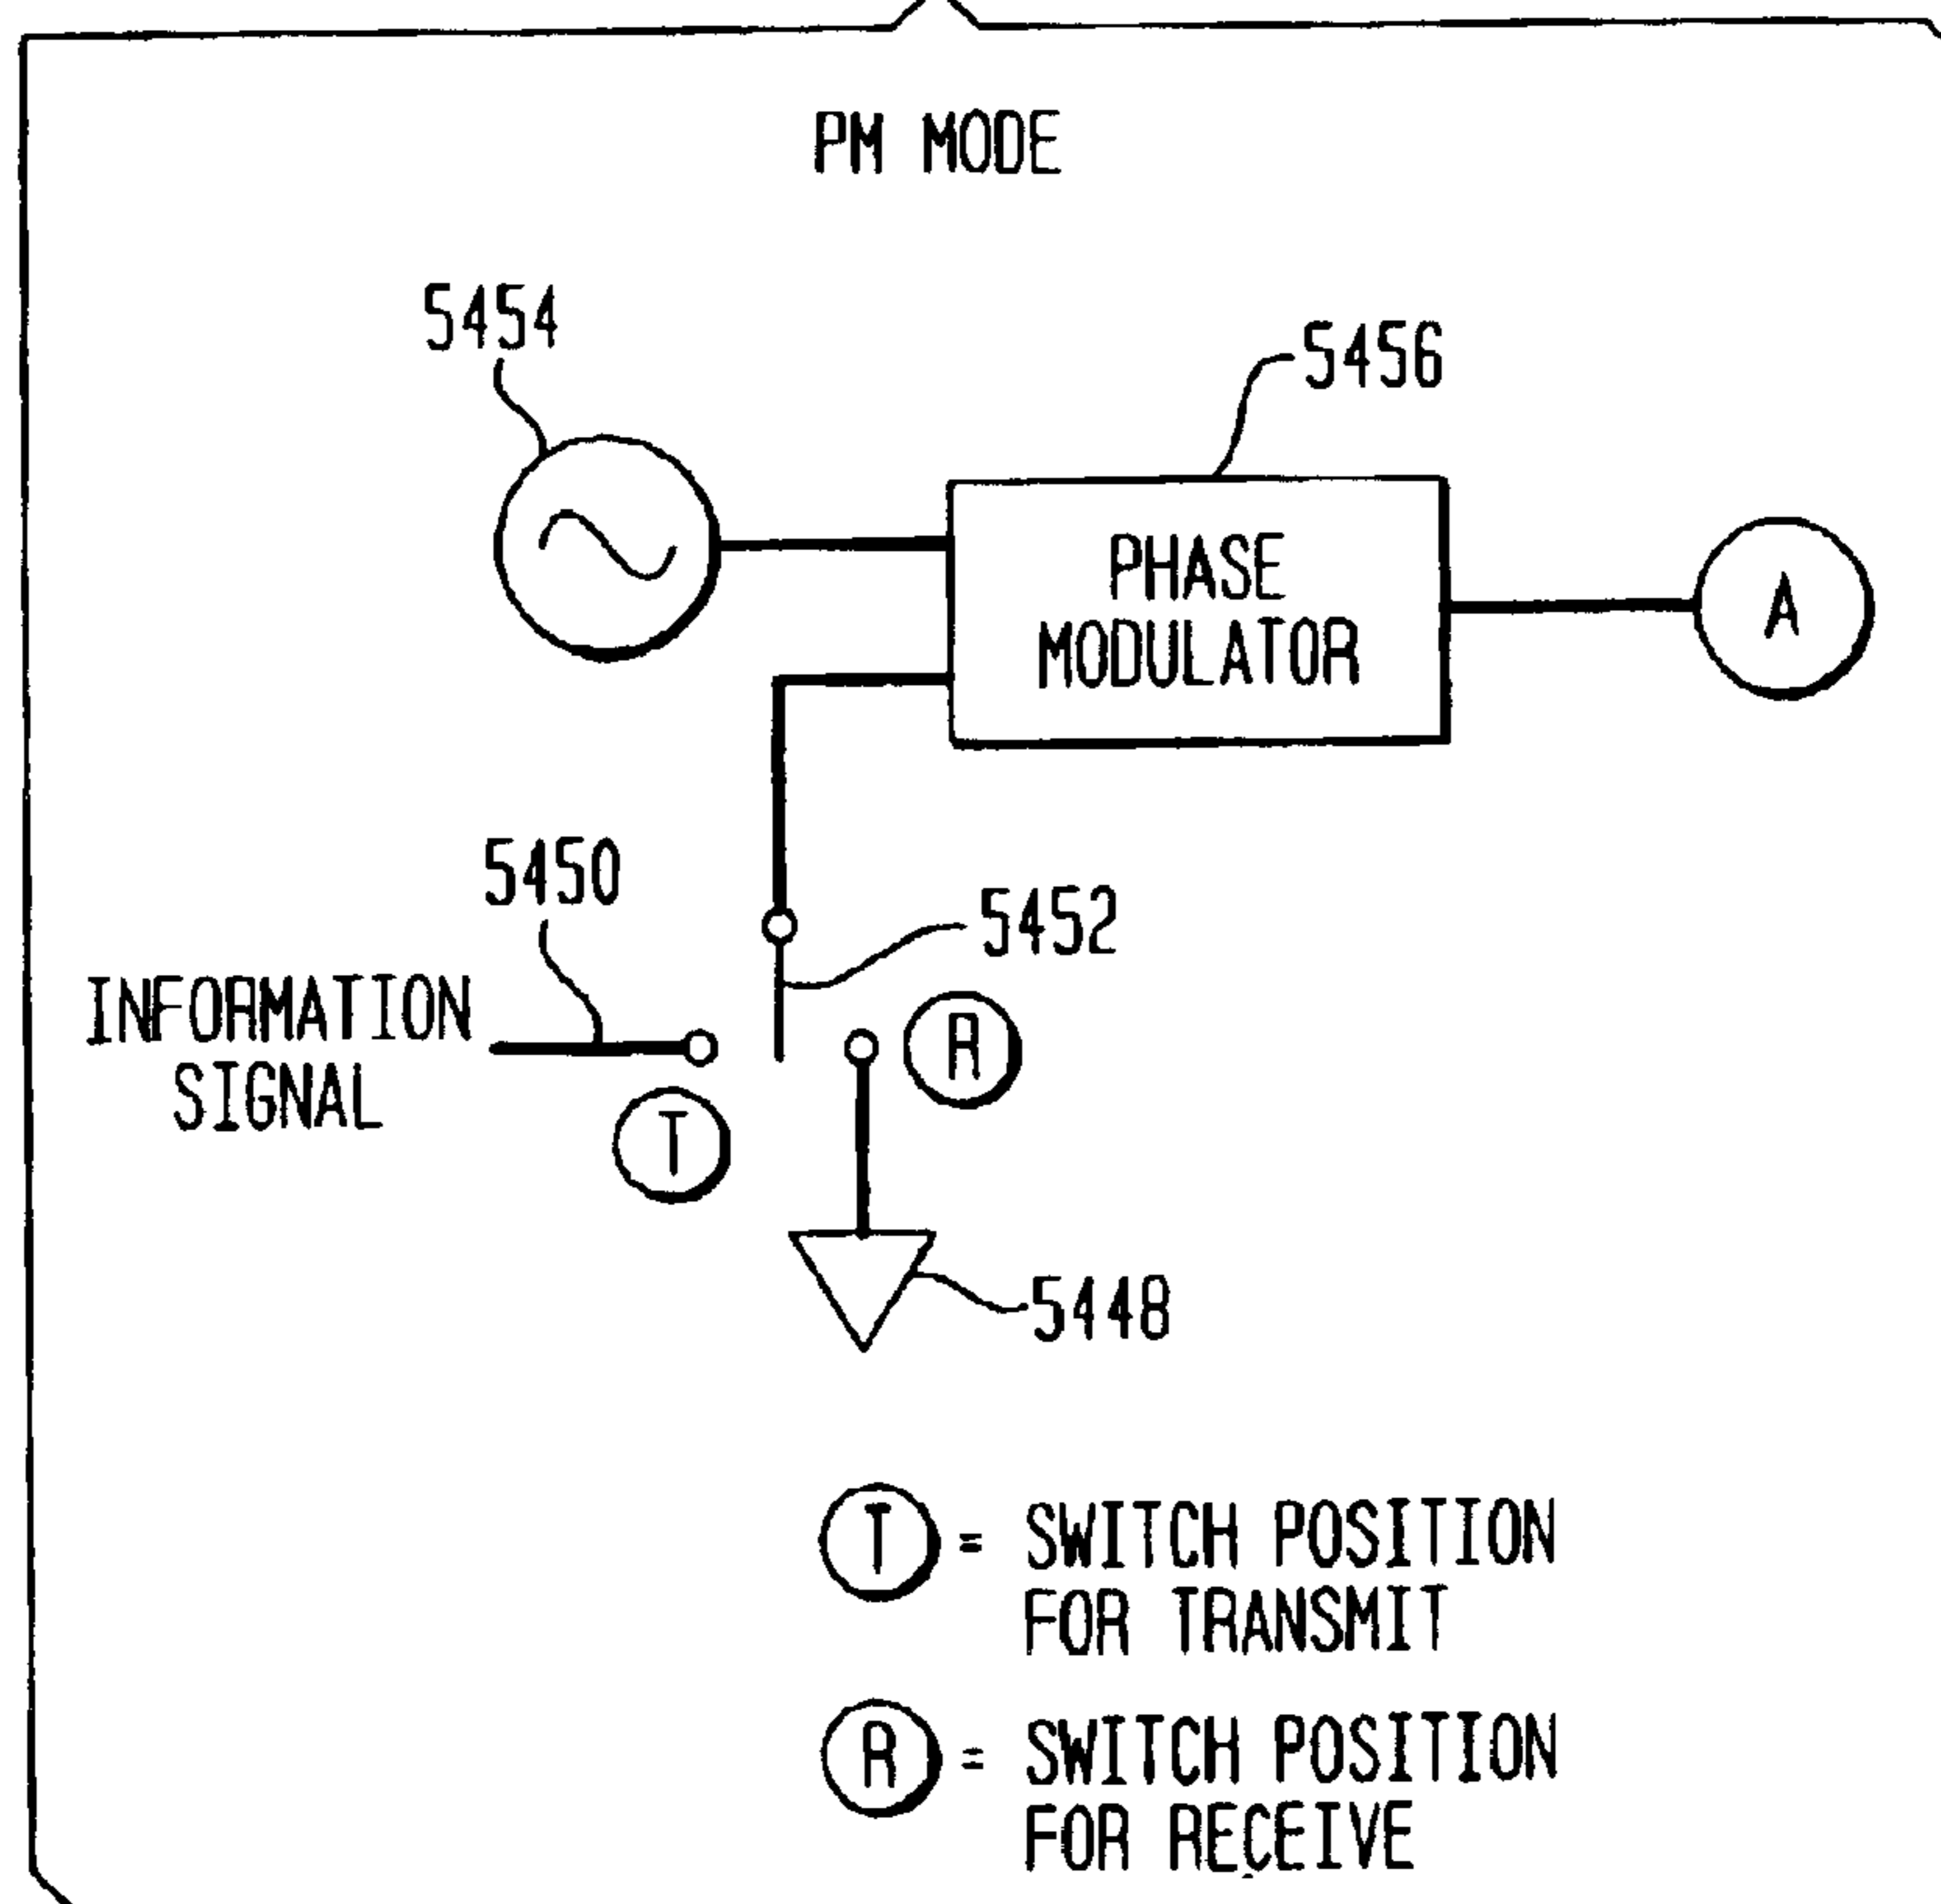 PM MODE
5454
5456
PHASE
MODULATOR
A
5450
5452
INFORMATION
SIGNAL
R
T
5448
T = SWITCH POSITION
FOR TRANSMIT
R = SWITCH POSITION
FOR RECEIVE